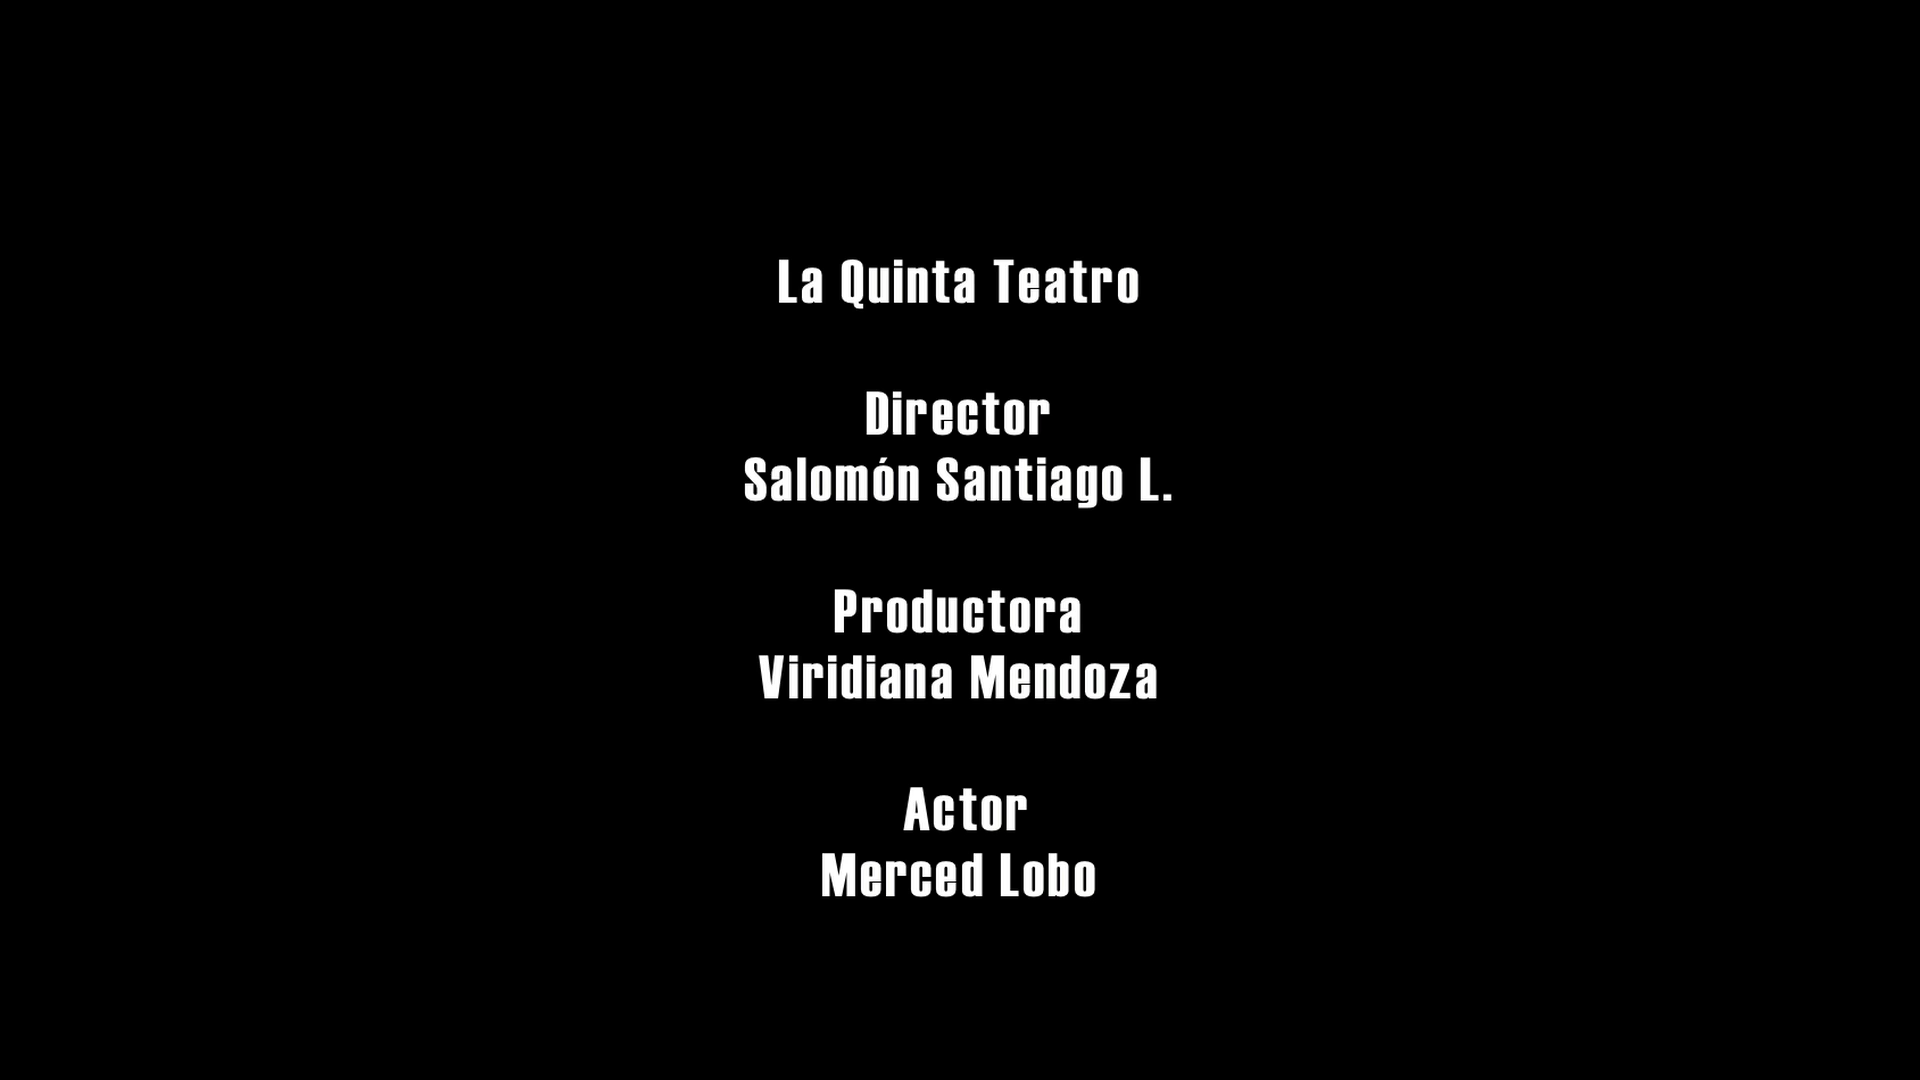 La Quinta Teatro
Director
Salomón Santiago L.
Productora
Viridiana Mendoza
Actor
Merced Lobo